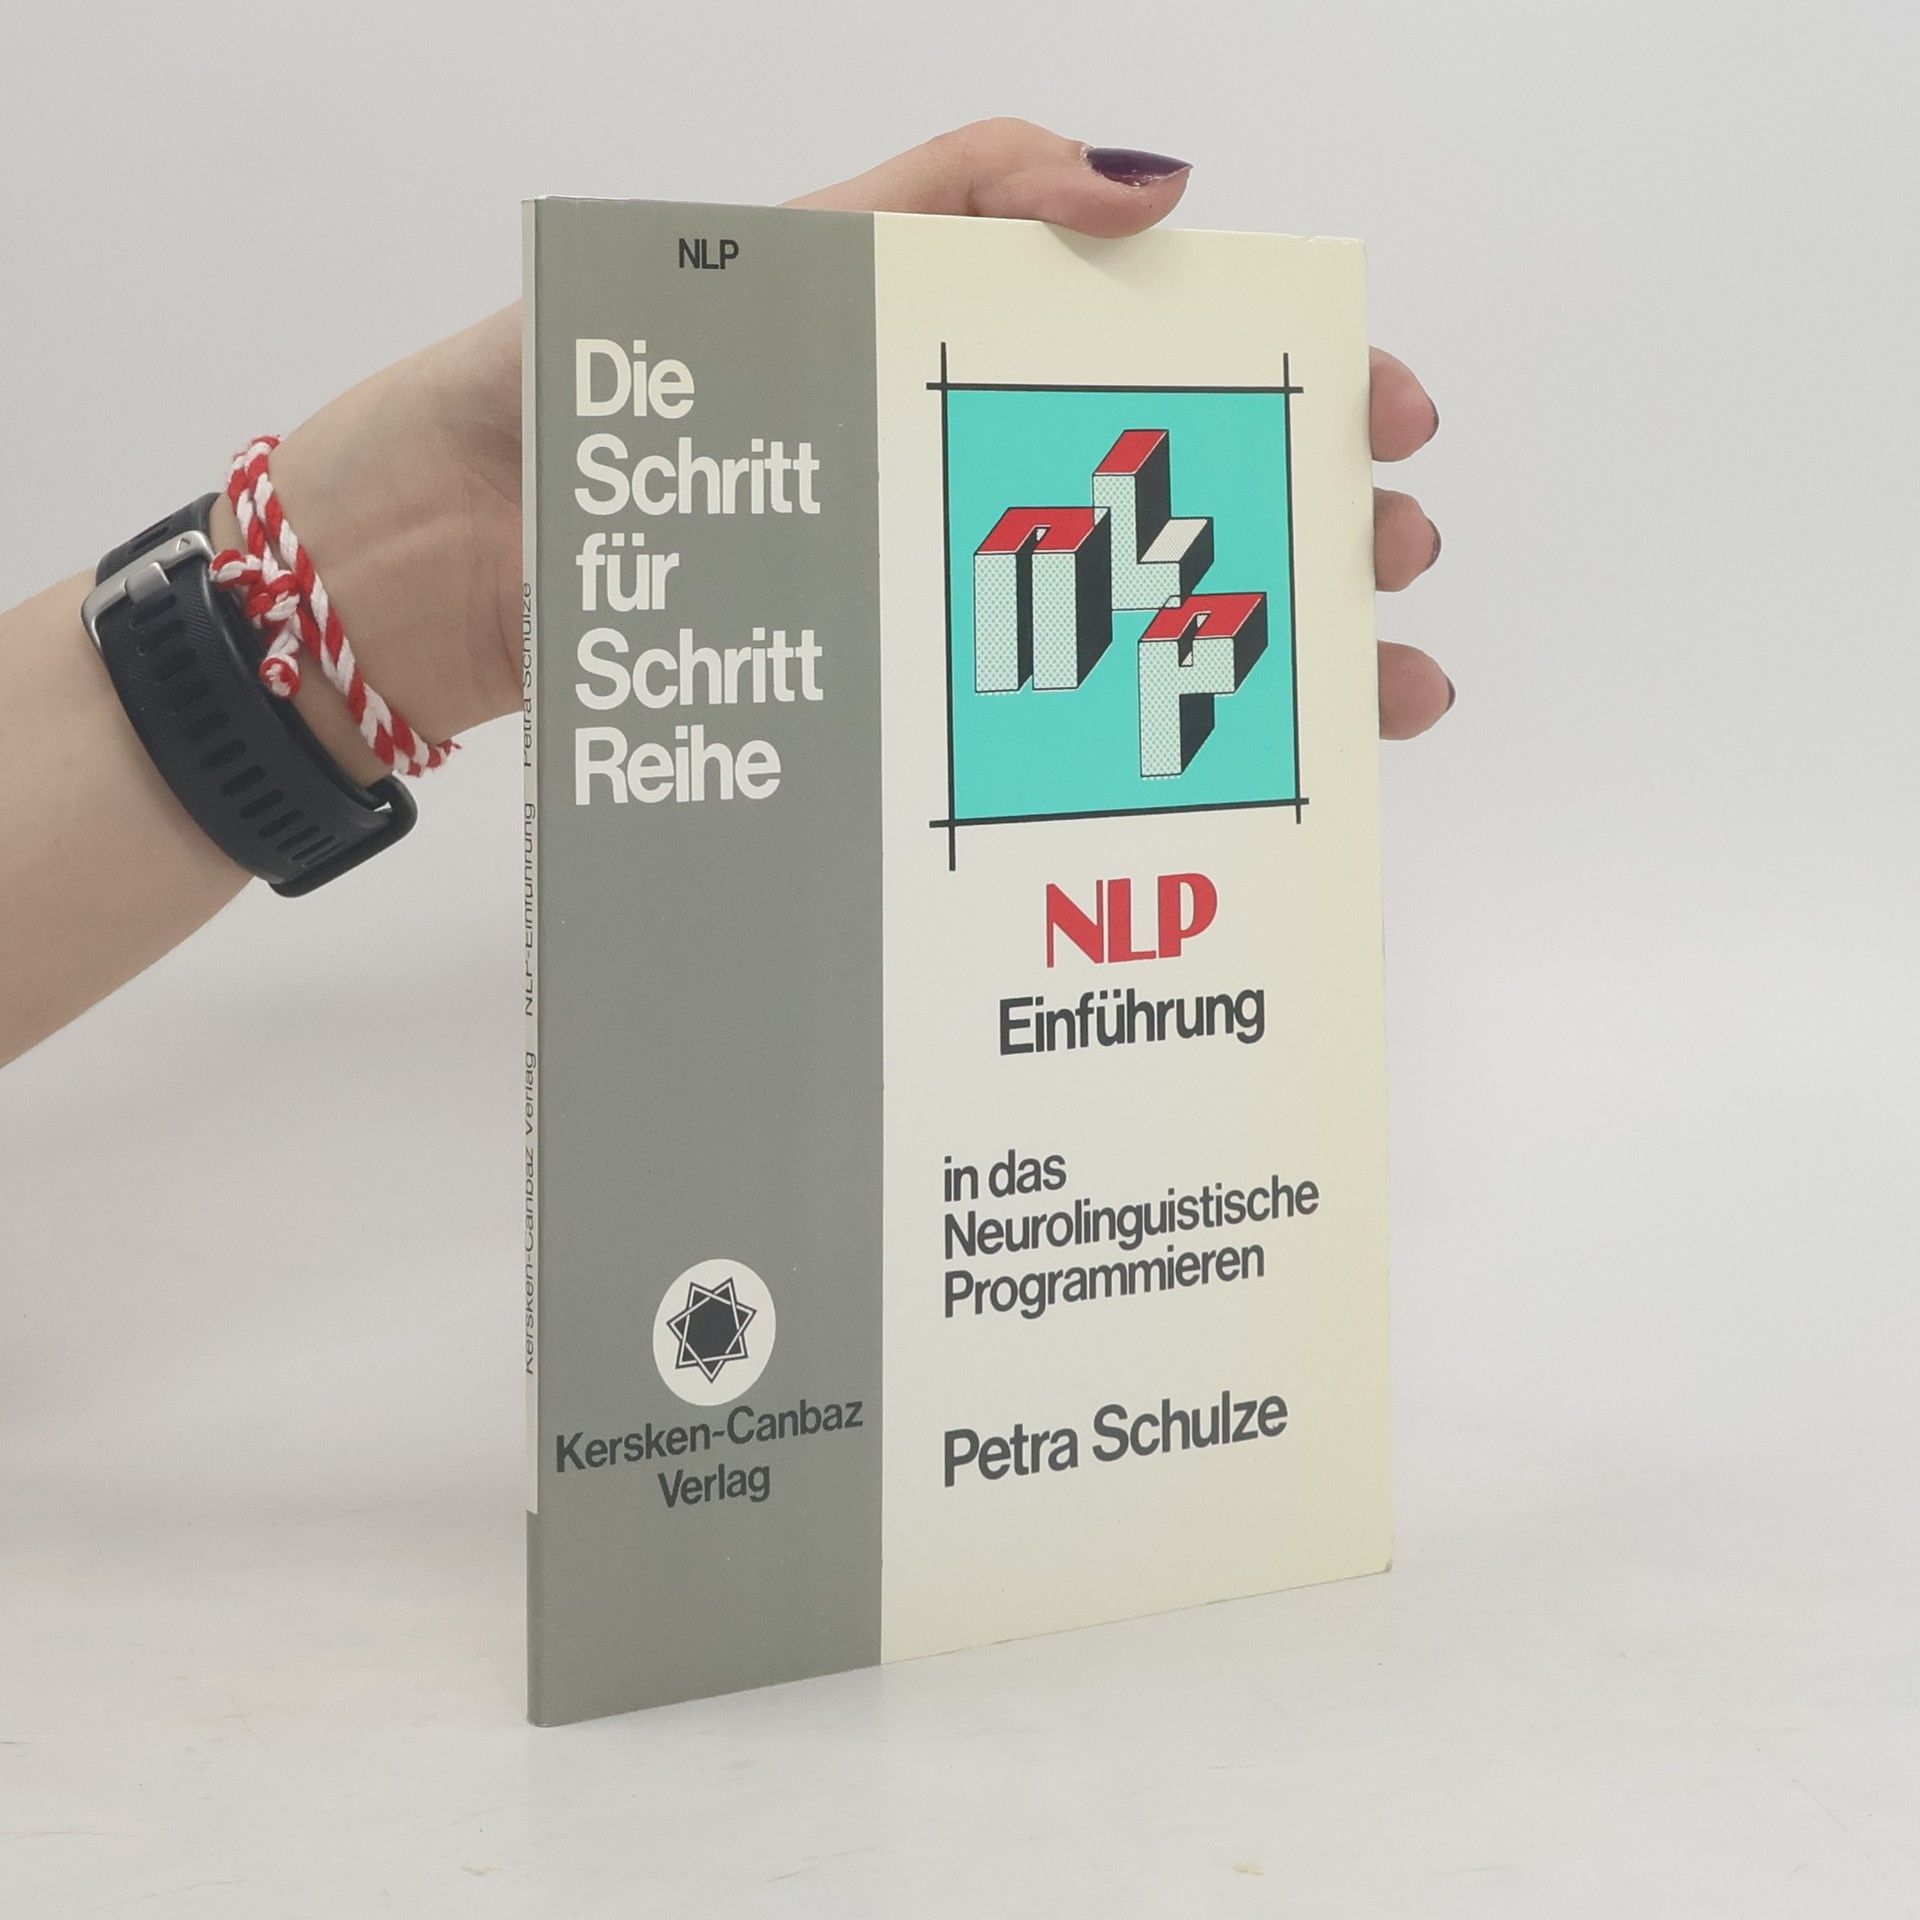 NLP
Die
Schritt
für
Schritt
Reihe
Kersken-Canbaz
Verlag
NLP
NLP
Einführung
in das
Neurolinguistische
Programmieren
Petra Schulze
Kersken-Canbaz Verlag NLP-Einführung Petra Schulze